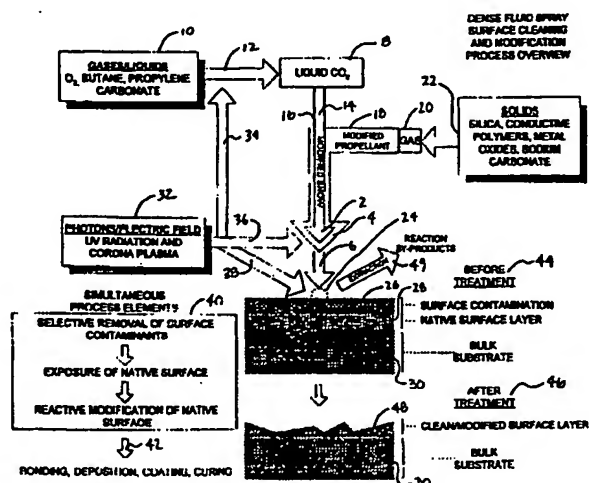 DENSE FLUID SPRAY
SURFACE CLEANING
AND MODIFICATION
PROCESS OVERVIEW
10
12
8
GASES/LIQUIDS
O₂, BUTANE, PROPYLENE
CARBONATE
LIQUID CO₂
16
14
18
20
22
MODIFIED
PROPELLANT
GAS
SOLIDS
SILICA, CONDUCTIVE
POLYMERS, METAL
OXIDES, SODIUM
CARBONATE
34
MODIFIED SNOW
32
2
4
24
PHOTONS/ELECTRIC FIELD
UV RADIATION AND
CORONA PLASMA
36
6
REACTION
BY-PRODUCTS
49
38
26
28
BEFORE
TREATMENT
44
SIMULTANEOUS
PROCESS ELEMENTS
40
SELECTIVE REMOVAL OF SURFACE
CONTAMINANTS
EXPOSURE OF NATIVE SURFACE
REACTIVE MODIFICATION OF NATIVE
SURFACE
42
BONDING, DEPOSITION, COATING, CURING
SURFACE CONTAMINATION
NATIVE SURFACE LAYER
BULK
SUBSTRATE
30
AFTER
TREATMENT
46
48
CLEAN/MODIFIED SURFACE LAYER
BULK
SUBSTRATE
30